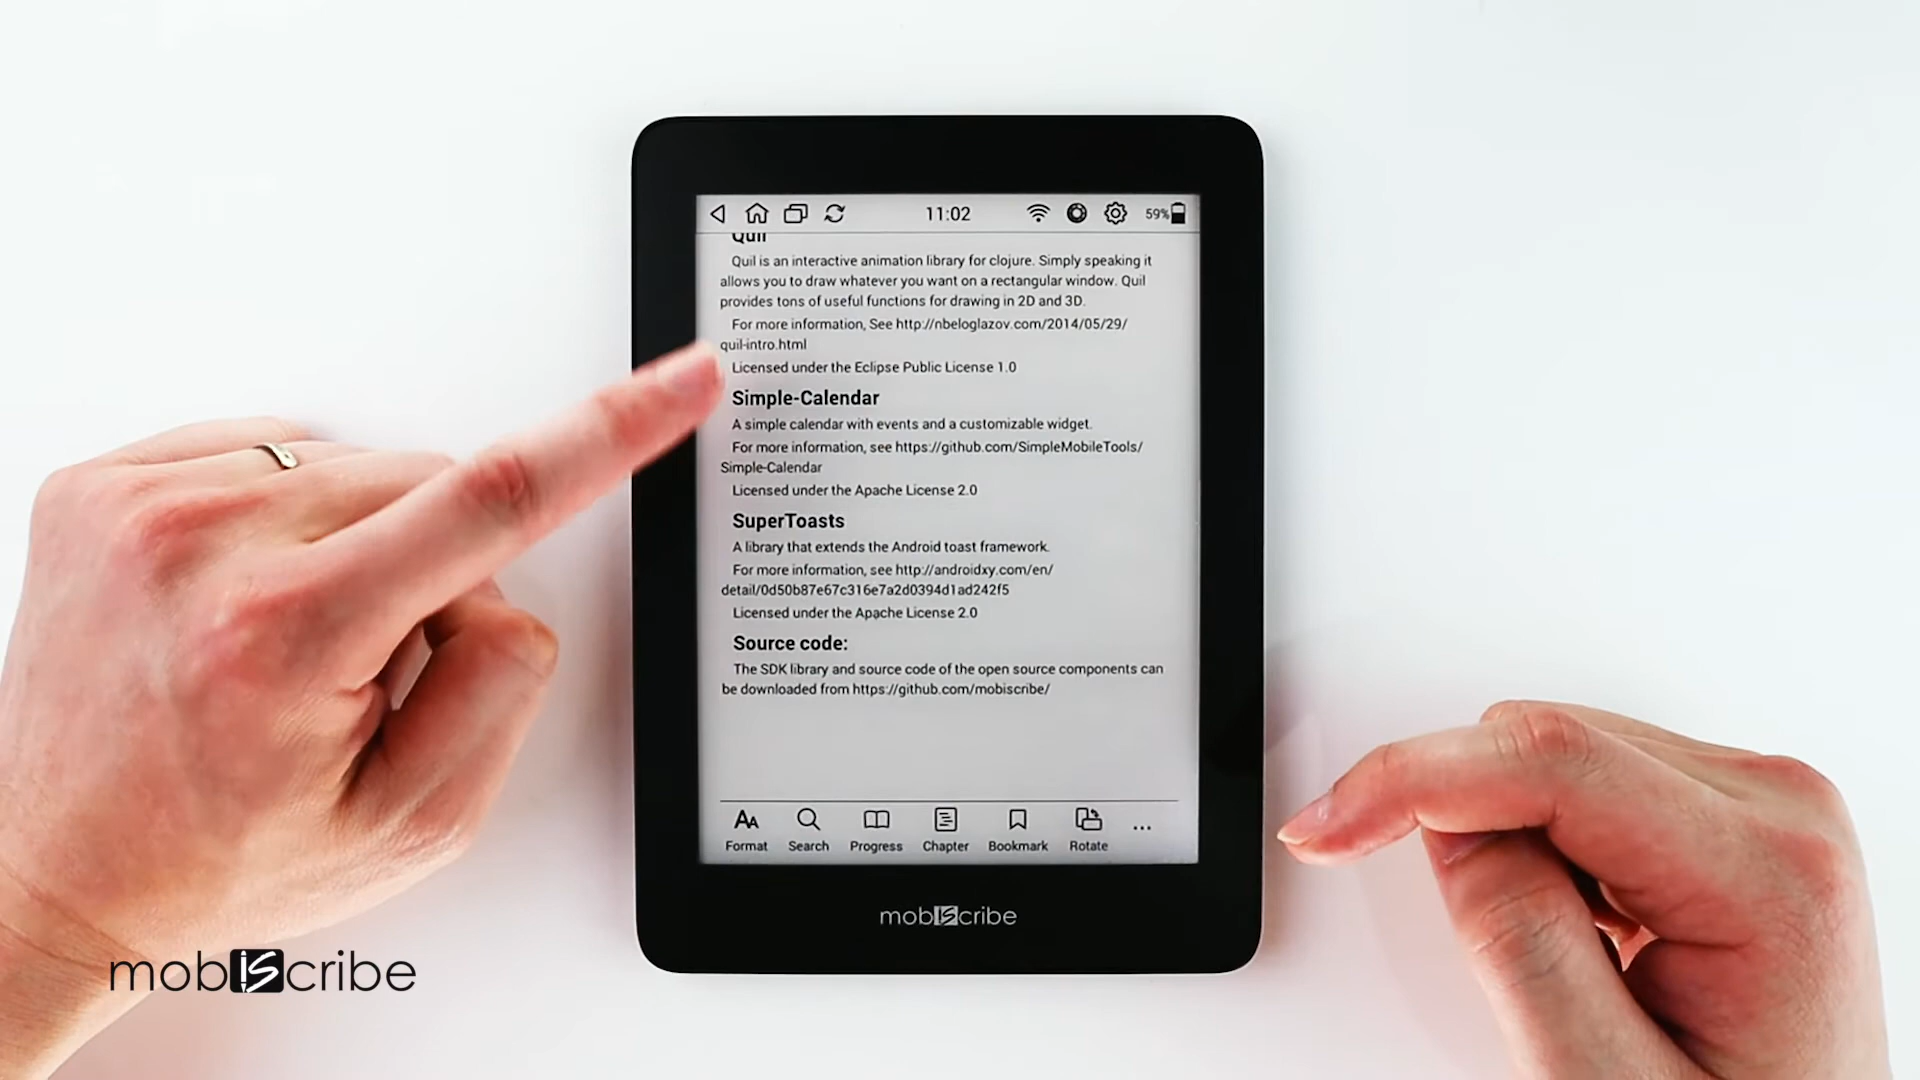 11:02
59%
Quil
Quil is an interactive animation library for clojure. Simply speaking it
allows you to draw whatever you want on a rectangular window. Quil
provides tons of useful functions for drawing in 2D and 3D.
For more information, See http://nbeloglazov.com/2014/05/29/
quil-intro.html
Licensed under the Eclipse Public License 1.0
Simple-Calendar
A simple calendar with events and a customizable widget.
For more information, see https://github.com/SimpleMobileTools/
Simple-Calendar
Licensed under the Apache License 2.0
SuperToasts
A library that extends the Android toast framework.
For more information, see http://androidxy.com/en/
detail/0d50b87e67c316e7a2d0394d1ad242f5
Licensed under the Apache License 2.0
Source code:
The SDK library and source code of the open source components can
be downloaded from https://github.com/mobiscribe/
AA
Format Search Progress Chapter Bookmark Rotate ...
mobiscribe
mobiscribe